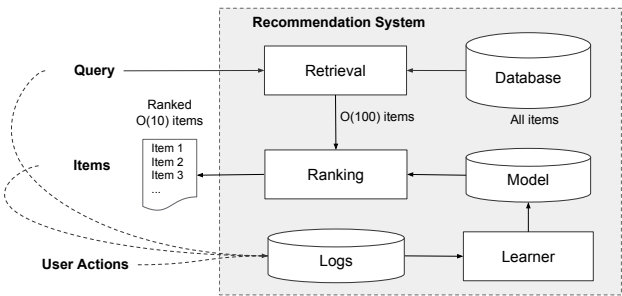 Recommendation System
Query
Retrieval
Database
Ranked
O(10) items
O(100) items
All items
Item 1
Item 2
Item 3
...
Items
Ranking
Model
User Actions
Logs
Learner